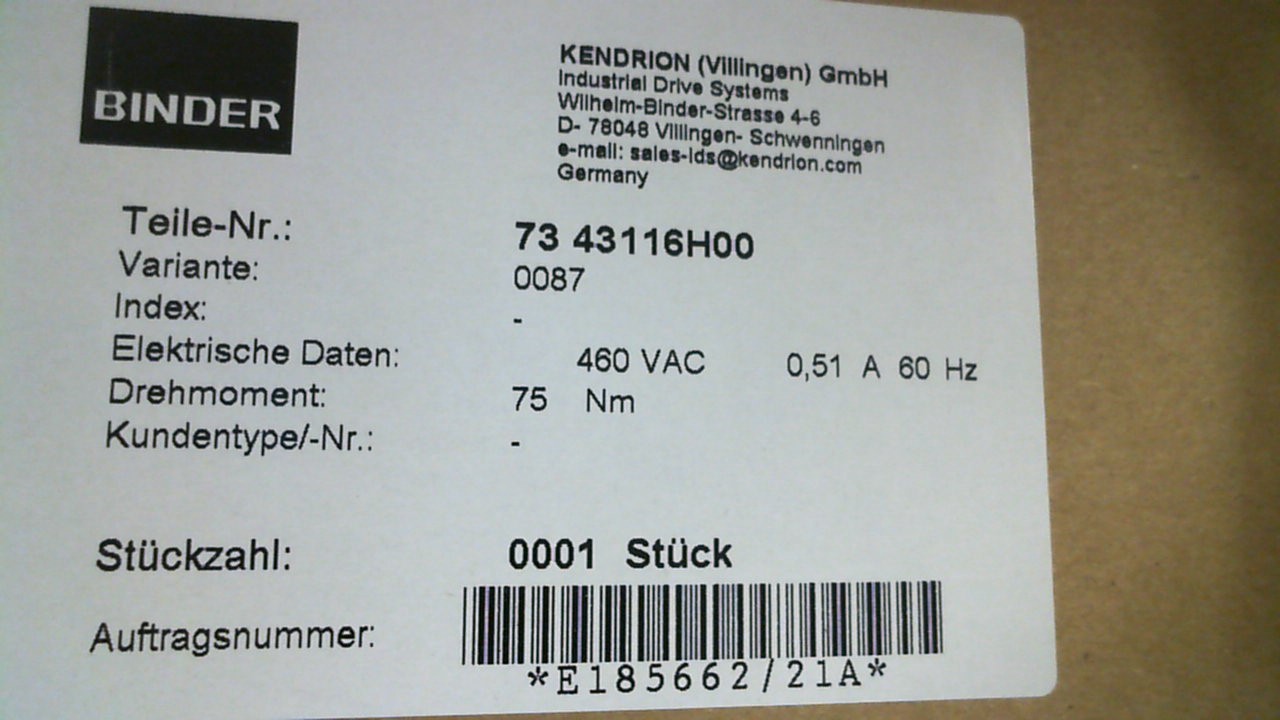 BINDER
KENDRION (Villingen) GmbH
Industrial Drive Systems
Wilhelm-Binder-Strasse 4-6
D- 78048 Villingen- Schwenningen
e-mail: sales-ids@kendrion.com
Germany
Teile-Nr.: 73 43116H00
Variante: 0087
Index: -
Elektrische Daten: 460 VAC 0,51 A 60 Hz
Drehmoment: 75 Nm
Kundentype/-Nr.: -
Stückzahl: 0001 Stück
Auftragsnummer:
*E185662/21A*